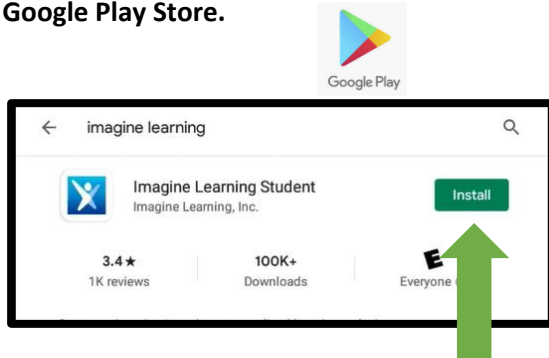 Google Play Store.
Google Play
← imagine learning
Imagine Learning Student
Imagine Learning, Inc.
Install
3.4★ 100K+ E
1K reviews Downloads Everyone